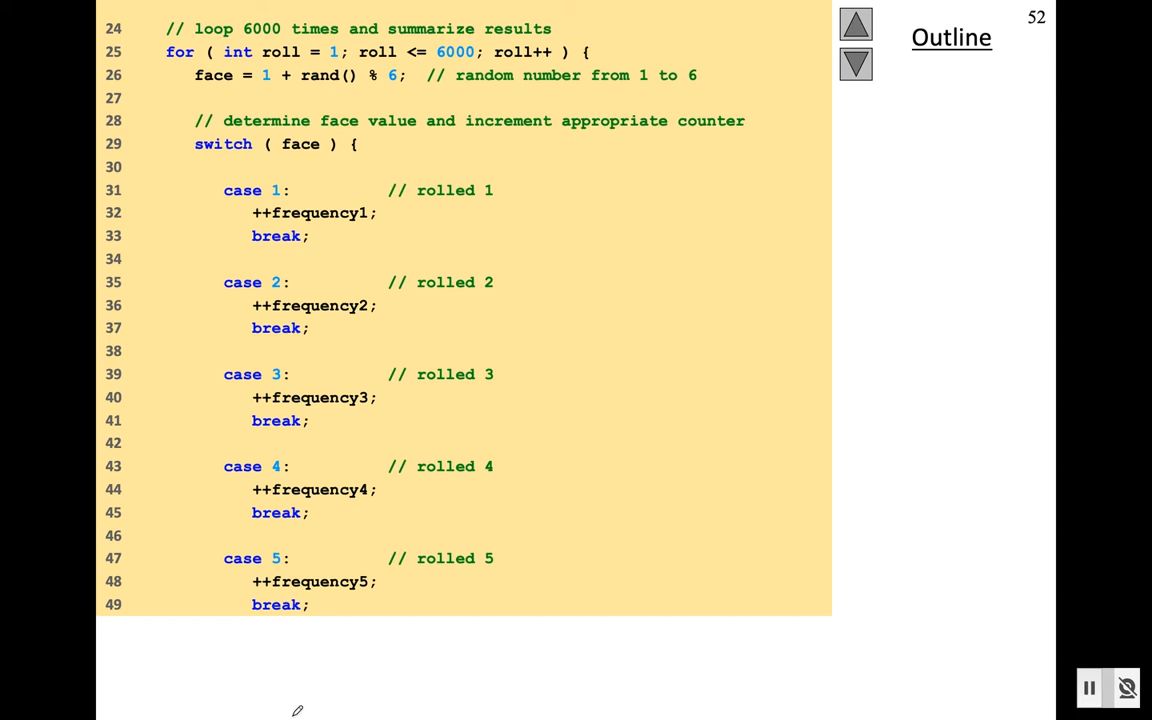 52
Outline
24 // loop 6000 times and summarize results
25 for ( int roll = 1; roll <= 6000; roll++ ) {
26 face = 1 + rand() % 6; // random number from 1 to 6
27
28 // determine face value and increment appropriate counter
29 switch ( face ) {
30
31 case 1: // rolled 1
32 ++frequency1;
33 break;
34
35 case 2: // rolled 2
36 ++frequency2;
37 break;
38
39 case 3: // rolled 3
40 ++frequency3;
41 break;
42
43 case 4: // rolled 4
44 ++frequency4;
45 break;
46
47 case 5: // rolled 5
48 ++frequency5;
49 break;